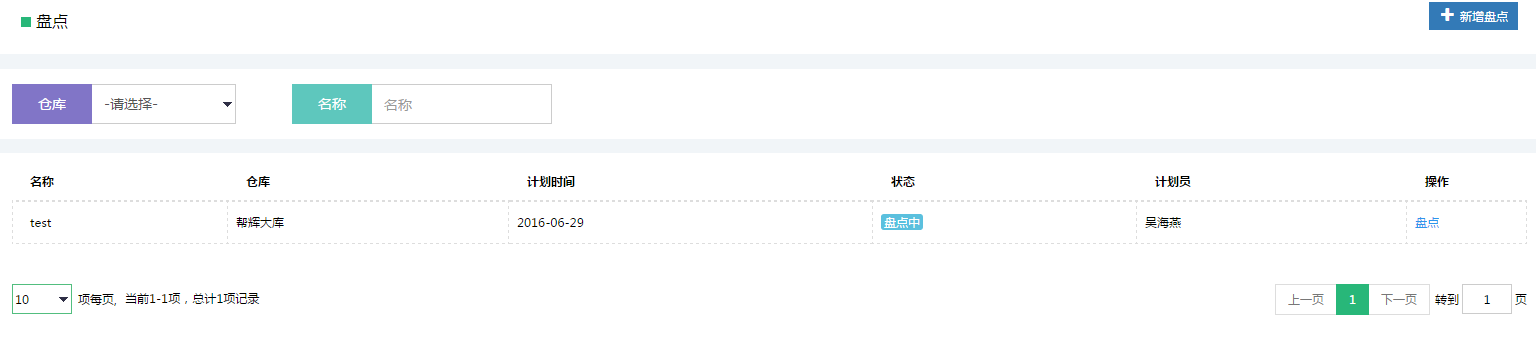 盘点
新增盘点
仓库 -请选择- 名称 名称
名称 仓库 计划时间 状态 计划员 操作
test 帮辉大库 2016-06-29 盘点中 吴海燕 盘点
10 项每页, 当前1-1项，总计1项记录 上一页 1 下一页 转到 1 页